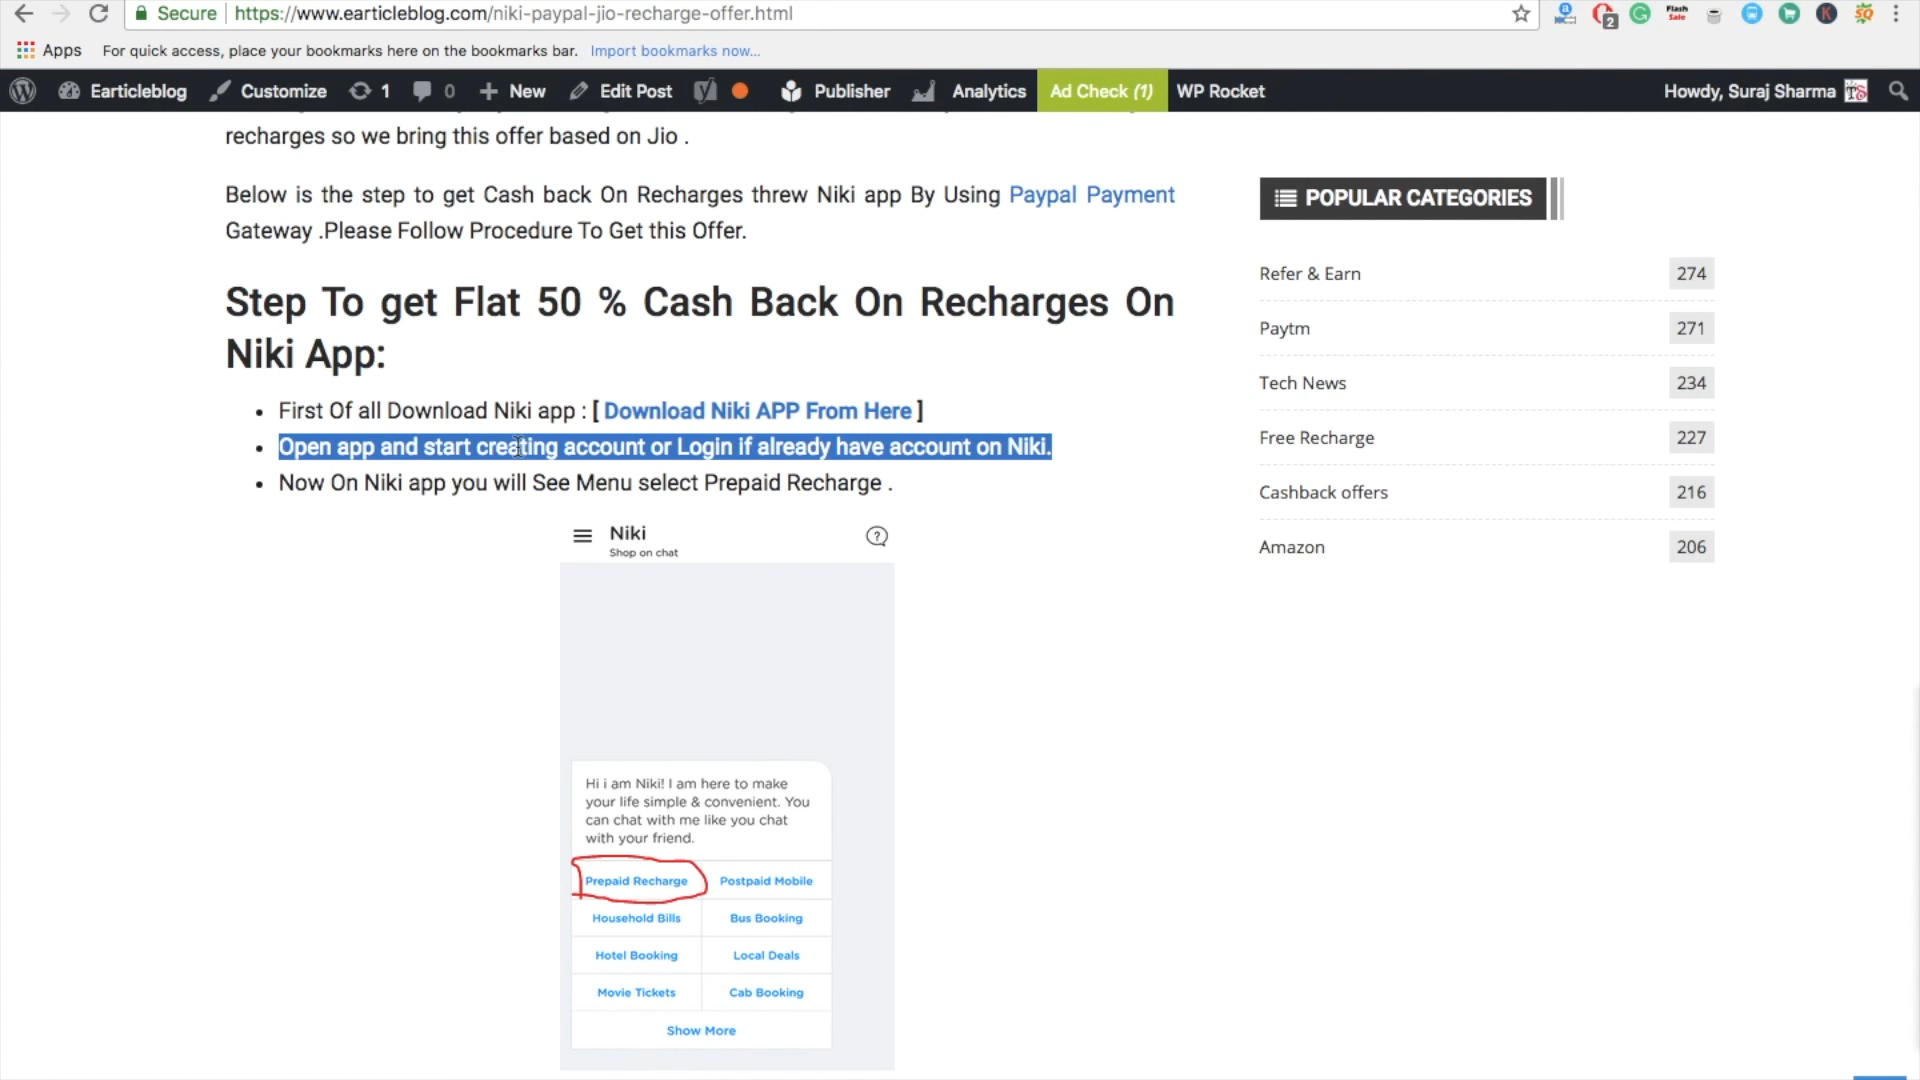 Secure https://www.earticleblog.com/niki-paypal-jio-recharge-offer.html
2
Flash Sale
K
SQ
Apps For quick access, place your bookmarks here on the bookmarks bar. Import bookmarks now...
Earticleblog Customize 1 0 New Edit Post Publisher Analytics Ad Check (1) WP Rocket Howdy, Suraj Sharma
recharges so we bring this offer based on Jio .
Below is the step to get Cash back On Recharges threw Niki app By Using Paypal Payment
Gateway .Please Follow Procedure To Get this Offer.
Step To get Flat 50 % Cash Back On Recharges On
Niki App:
First Of all Download Niki app : [ Download Niki APP From Here ]
Open app and start creating account or Login if already have account on Niki.
Now On Niki app you will See Menu select Prepaid Recharge .
Niki
Shop on chat
?
Hi i am Niki! I am here to make
your life simple & convenient. You
can chat with me like you chat
with your friend.
Prepaid Recharge Postpaid Mobile
Household Bills Bus Booking
Hotel Booking Local Deals
Movie Tickets Cab Booking
Show More
POPULAR CATEGORIES
Refer & Earn 274
Paytm 271
Tech News 234
Free Recharge 227
Cashback offers 216
Amazon 206